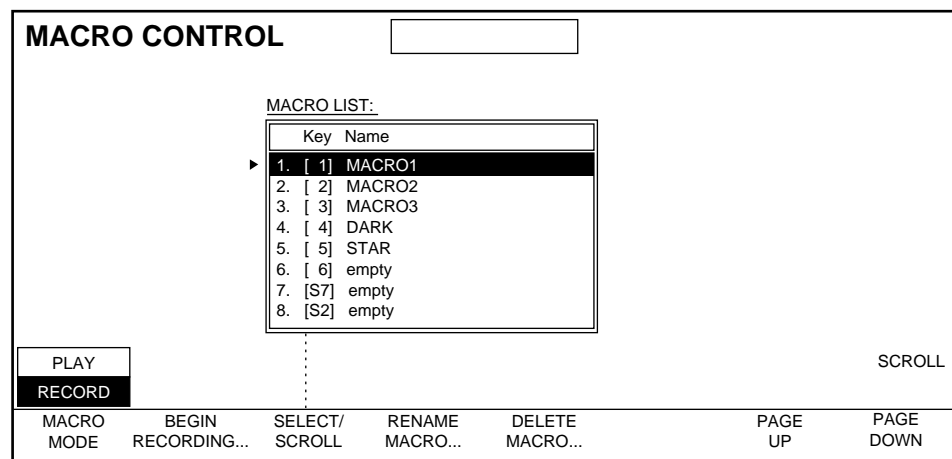 MACRO CONTROL
MACRO LIST:
Key Name
1. [ 1] MACRO1
2. [ 2] MACRO2
3. [ 3] MACRO3
4. [ 4] DARK
5. [ 5] STAR
6. [ 6] empty
7. [S7] empty
8. [S2] empty
PLAY
SCROLL
RECORD
MACRO MODE
BEGIN RECORDING...
SELECT/ SCROLL
RENAME MACRO...
DELETE MACRO...
PAGE UP
PAGE DOWN